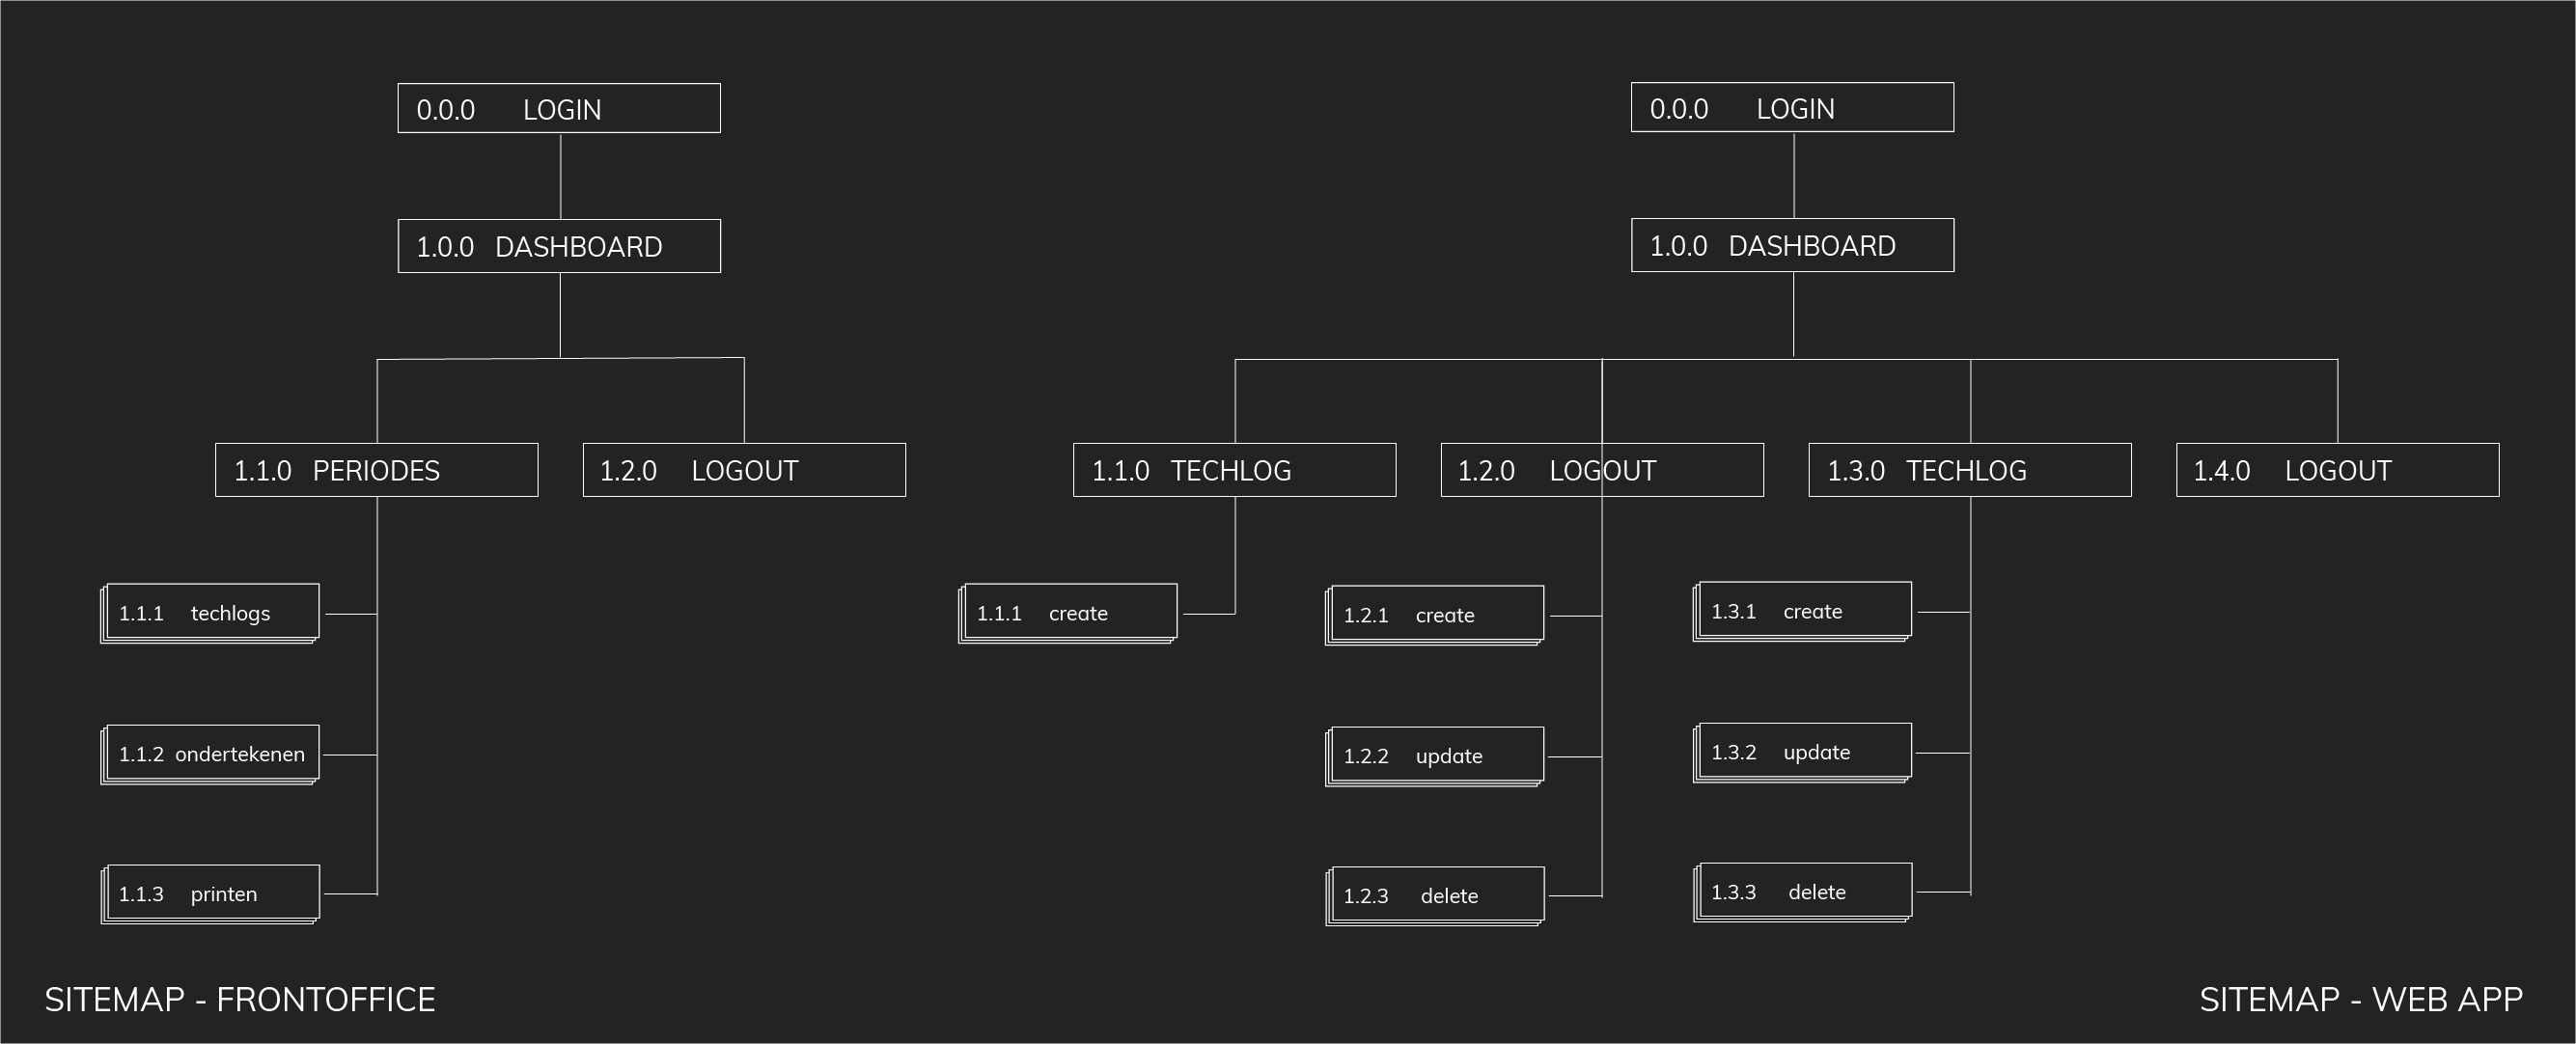 0.0.0 LOGIN
1.0.0 DASHBOARD
1.1.0 PERIODES
1.2.0 LOGOUT
1.1.1 techlogs
1.1.2 ondertekenen
1.1.3 printen
SITEMAP - FRONTOFFICE
0.0.0 LOGIN
1.0.0 DASHBOARD
1.1.0 TECHLOG
1.2.0 LOGOUT
1.3.0 TECHLOG
1.4.0 LOGOUT
1.1.1 create
1.2.1 create
1.2.2 update
1.2.3 delete
1.3.1 create
1.3.2 update
1.3.3 delete
SITEMAP - WEB APP